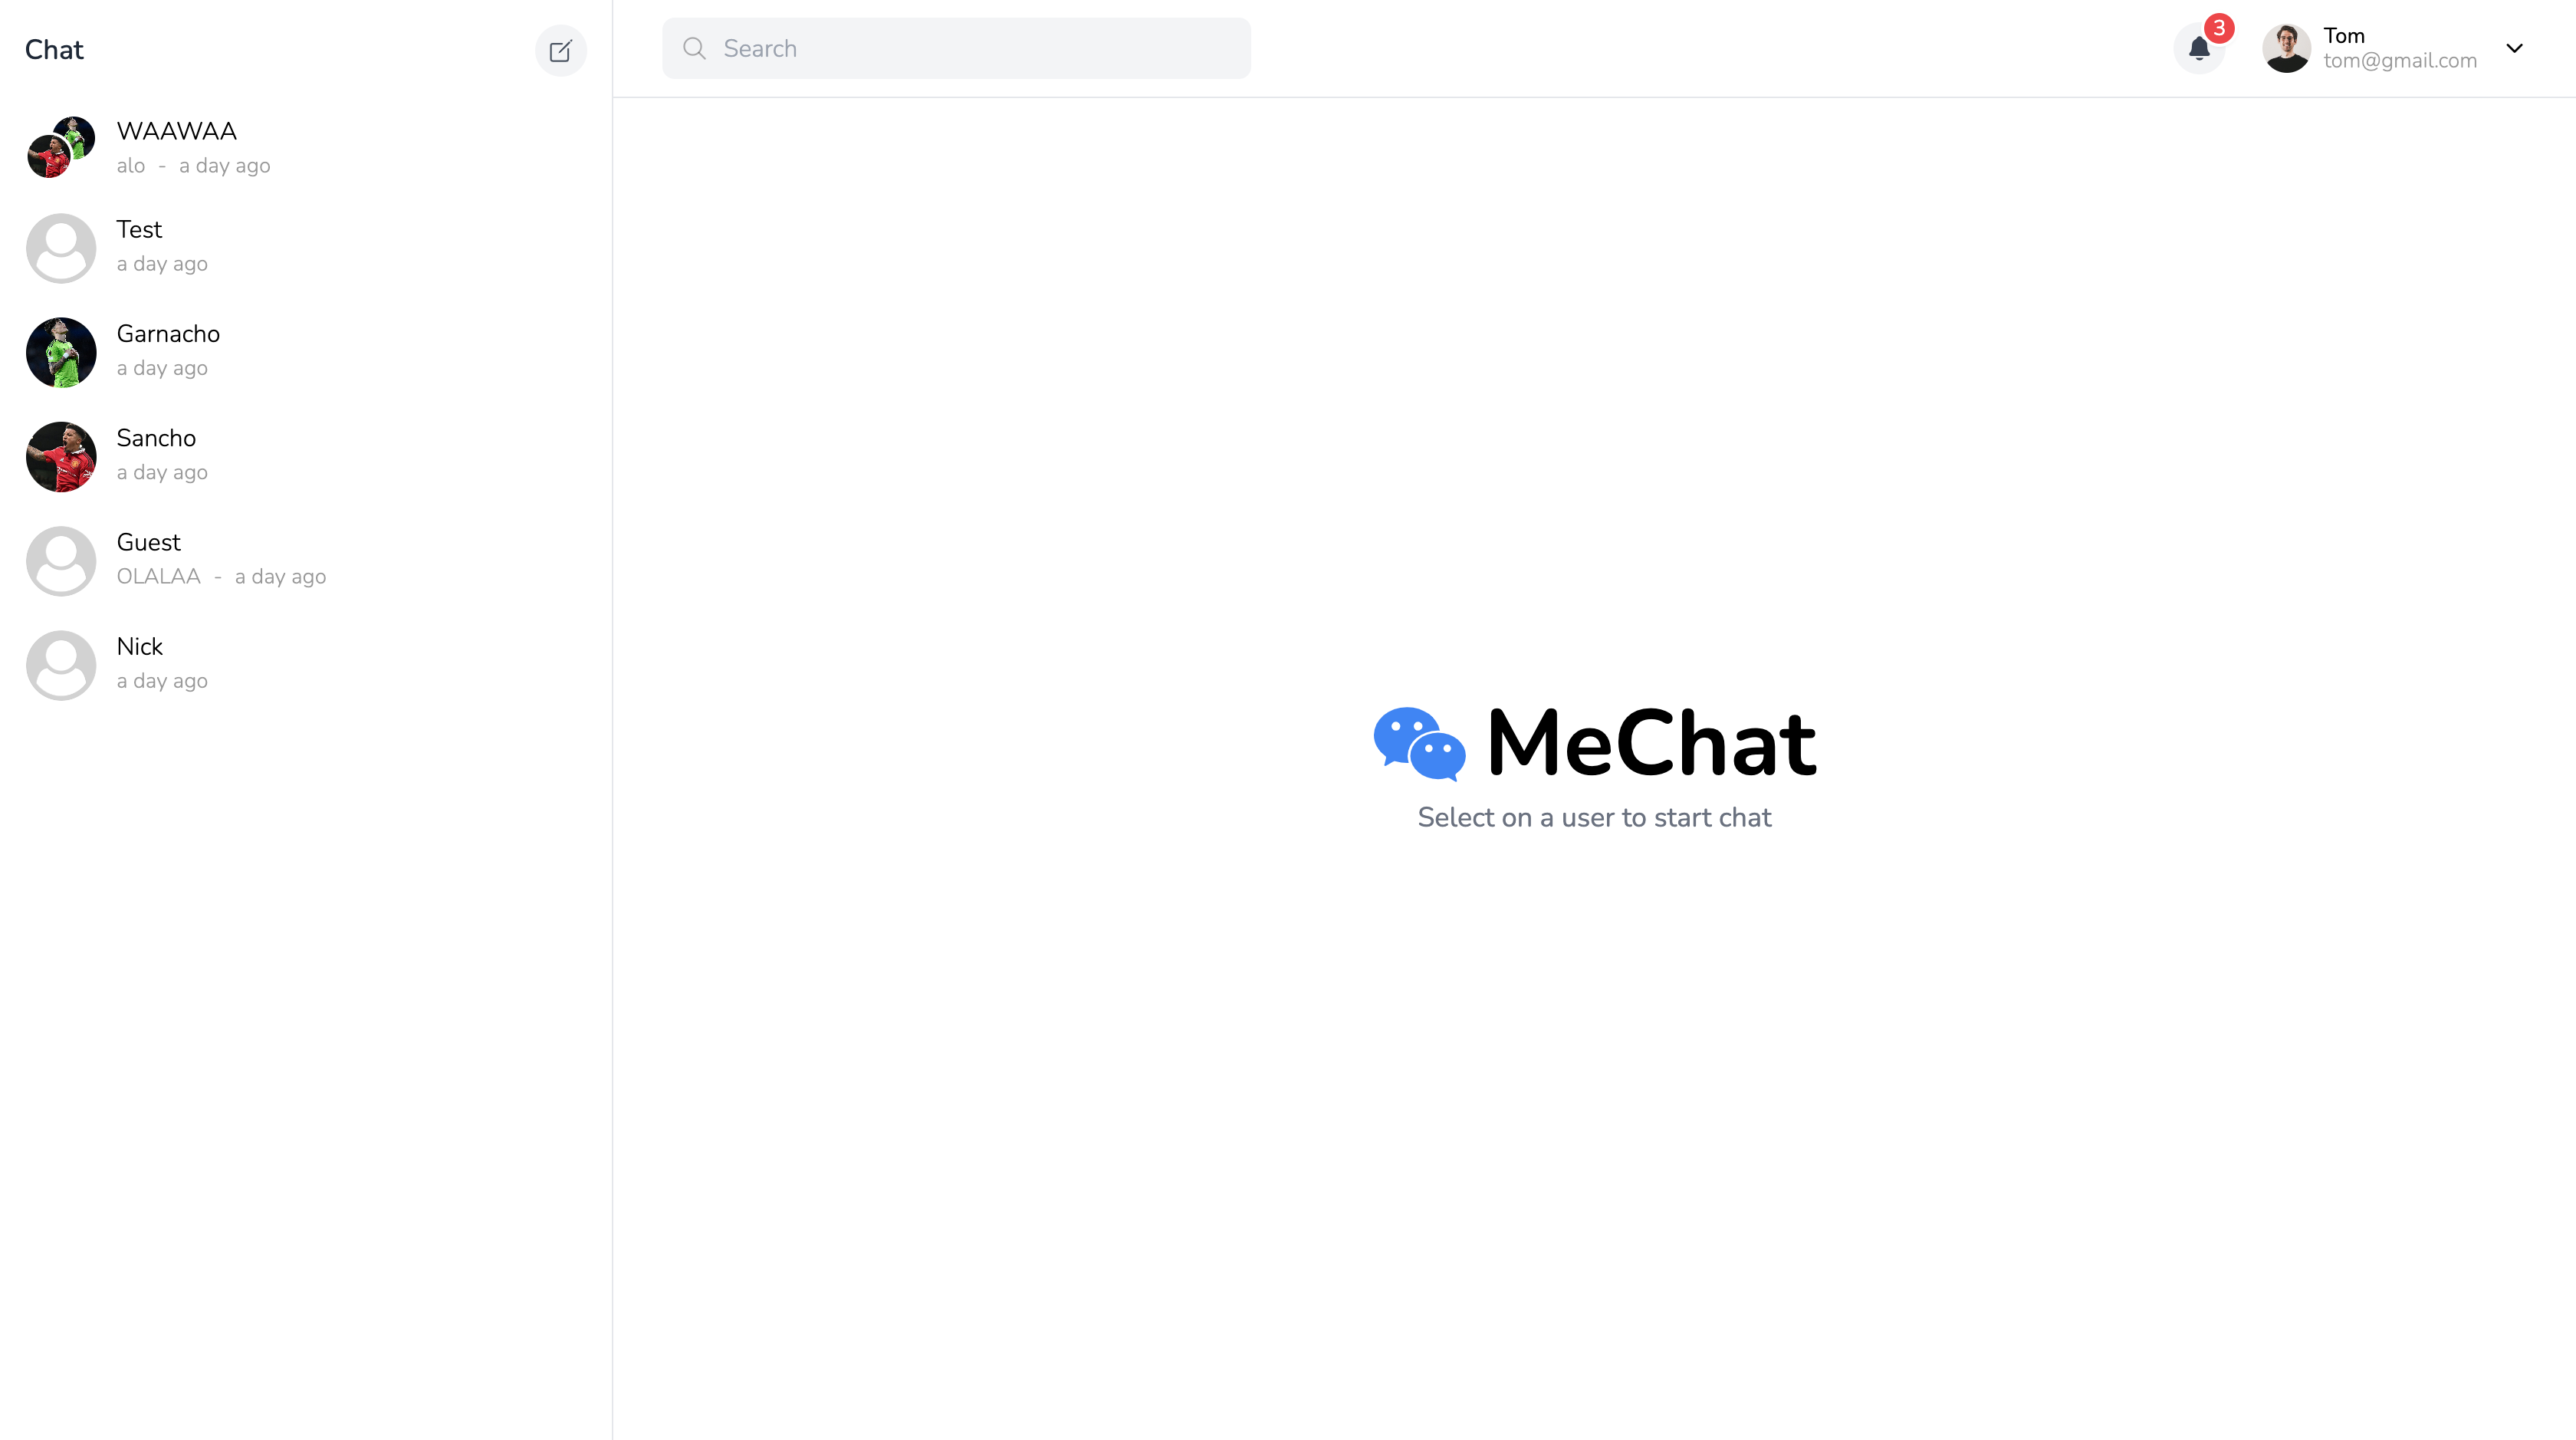 Chat
WAAWAA
alo - a day ago
Test
a day ago
Garnacho
a day ago
Sancho
a day ago
Guest
OLALAA - a day ago
Nick
a day ago
Search
3
Tom
tom@gmail.com
MeChat
Select on a user to start chat